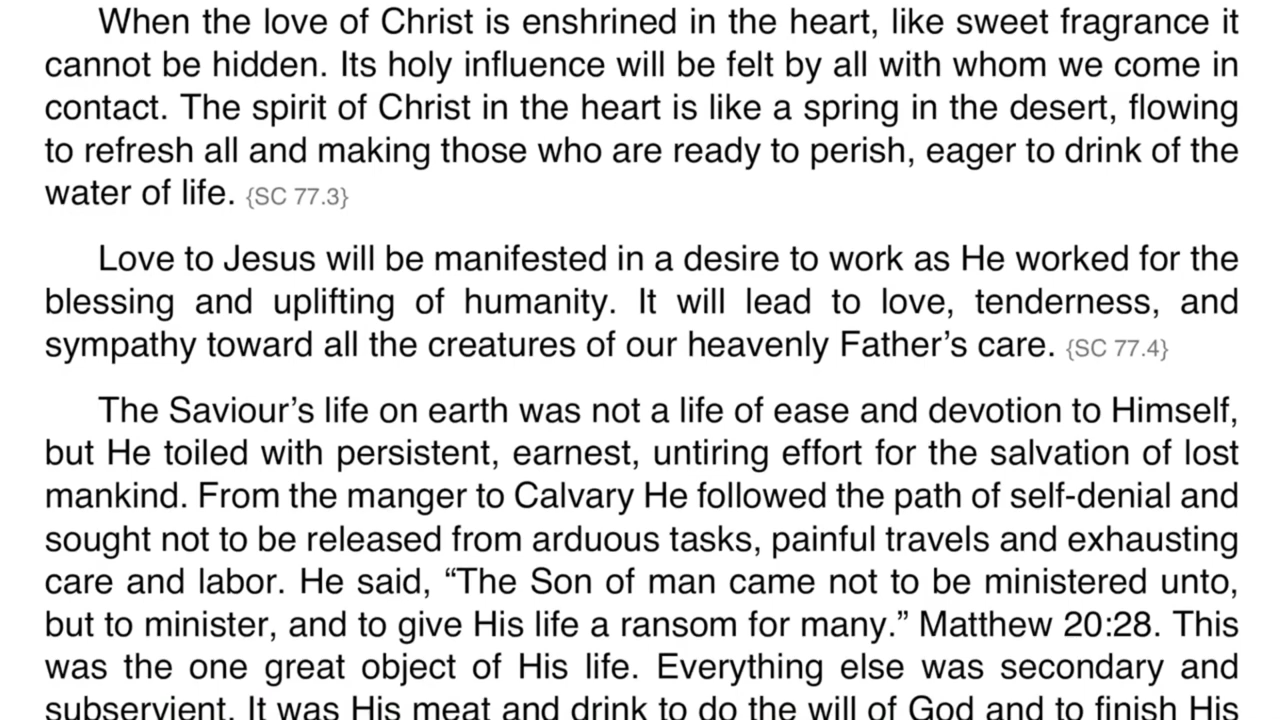 When the love of Christ is enshrined in the heart, like sweet fragrance it
cannot be hidden. Its holy influence will be felt by all with whom we come in
contact. The spirit of Christ in the heart is like a spring in the desert, flowing
to refresh all and making those who are ready to perish, eager to drink of the
water of life. {SC 77.3}
Love to Jesus will be manifested in a desire to work as He worked for the
blessing and uplifting of humanity. It will lead to love, tenderness, and
sympathy toward all the creatures of our heavenly Father’s care. {SC 77.4}
The Saviour’s life on earth was not a life of ease and devotion to Himself,
but He toiled with persistent, earnest, untiring effort for the salvation of lost
mankind. From the manger to Calvary He followed the path of self-denial and
sought not to be released from arduous tasks, painful travels and exhausting
care and labor. He said, “The Son of man came not to be ministered unto,
but to minister, and to give His life a ransom for many.” Matthew 20:28. This
was the one great object of His life. Everything else was secondary and
subservient. It was His meat and drink to do the will of God and to finish His